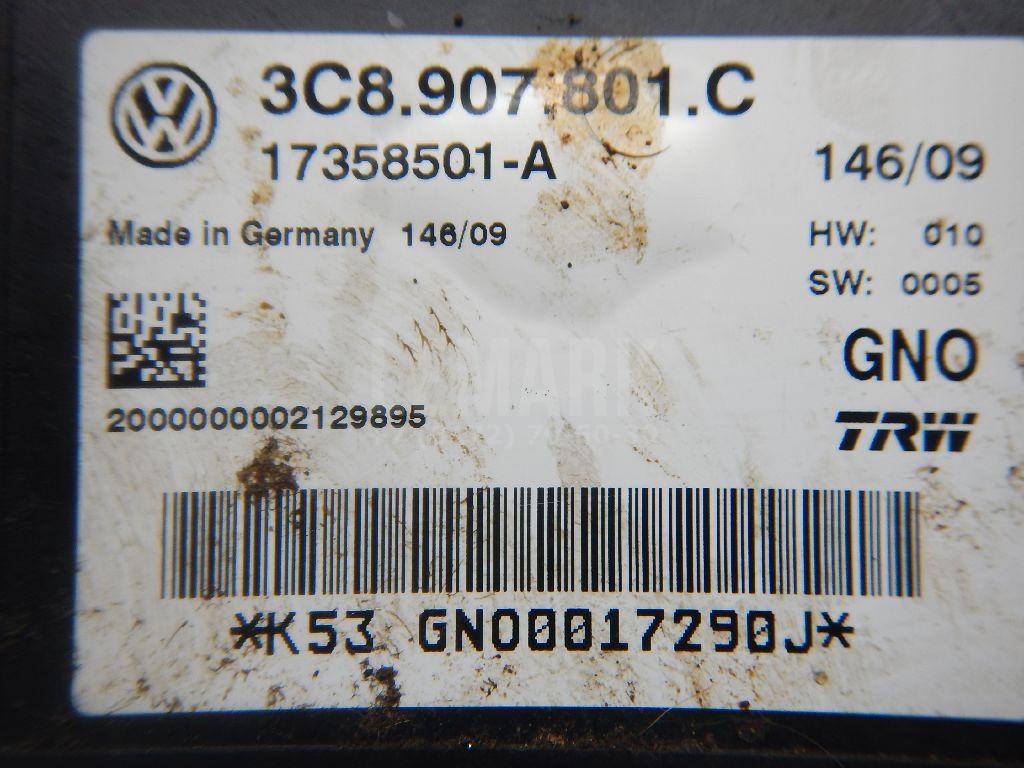 3C8.907.801.C
17358501-A 146/09
Made in Germany 146/09 HW: 010
SW: 0005
GNO
TRW
2000000002129895
*K53 GNO00017290J*